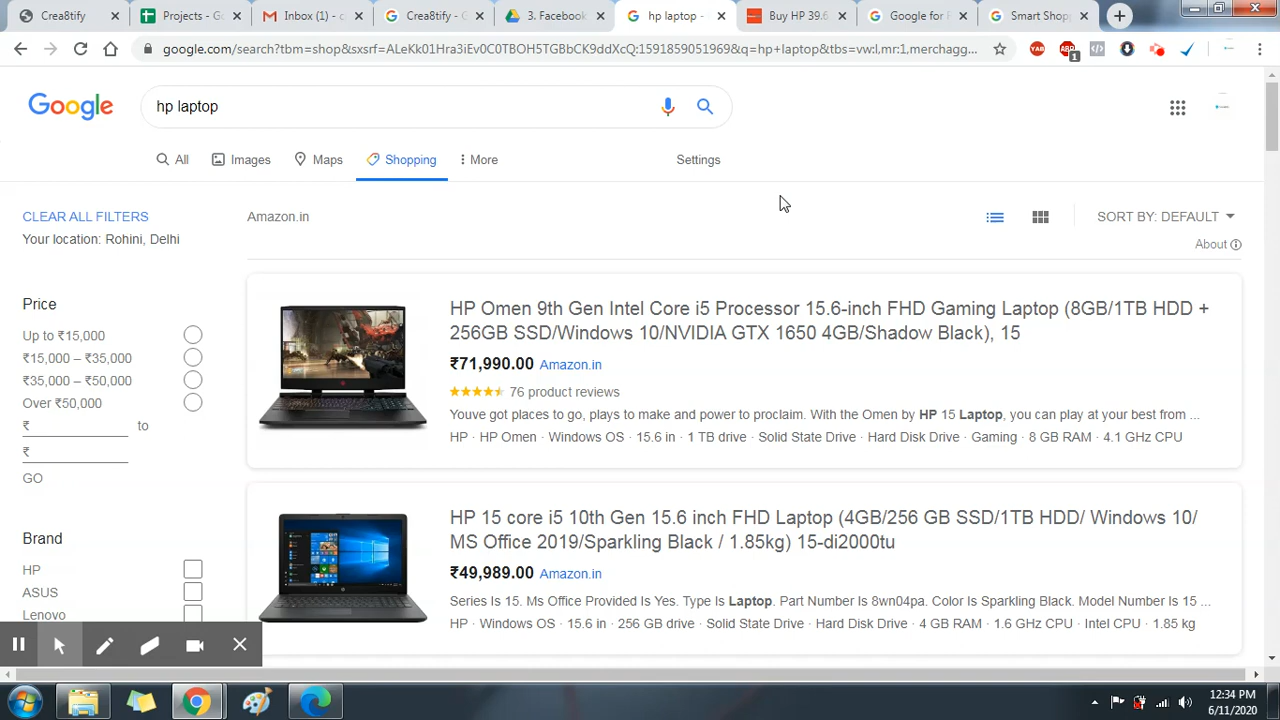 Crea8tify
Projects - G
Inbox (1) - c
Crea8tify - G
3.Facebook
hp laptop -
Buy HP 39.6
Google for R
Smart Shop
google.com/search?tbm=shop&sxsrf=ALeKk01Hra3iEv0C0TBOH5TGBbCK9ddXcQ:1591859051969&q=hp+laptop&tbs=vw:l,mr:1,merchagg...
YAB
ABP
1
Google
hp laptop
All
Images
Maps
Shopping
More
Settings
CLEAR ALL FILTERS
Your location: Rohini, Delhi
Amazon.in
SORT BY: DEFAULT
About
Price
Up to ₹15,000
₹15,000 – ₹35,000
₹35,000 – ₹50,000
Over ₹50,000
₹ to
₹
GO
Brand
HP
ASUS
Lenovo
HP Omen 9th Gen Intel Core i5 Processor 15.6-inch FHD Gaming Laptop (8GB/1TB HDD +
256GB SSD/Windows 10/NVIDIA GTX 1650 4GB/Shadow Black), 15
₹71,990.00 Amazon.in
76 product reviews
Youve got places to go, plays to make and power to proclaim. With the Omen by HP 15 Laptop, you can play at your best from ...
HP · HP Omen · Windows OS · 15.6 in · 1 TB drive · Solid State Drive · Hard Disk Drive · Gaming · 8 GB RAM · 4.1 GHz CPU
HP 15 core i5 10th Gen 15.6 inch FHD Laptop (4GB/256 GB SSD/1TB HDD/ Windows 10/
MS Office 2019/Sparkling Black / 1.85kg) 15-di2000tu
₹49,989.00 Amazon.in
Series Is 15. Ms Office Provided Is Yes. Type Is Laptop. Part Number Is 8wn04pa. Color Is Sparkling Black. Model Number Is 15 ...
HP · Windows OS · 15.6 in · 256 GB drive · Solid State Drive · Hard Disk Drive · 4 GB RAM · 1.6 GHz CPU · Intel CPU · 1.85 kg
12:34 PM
6/11/2020